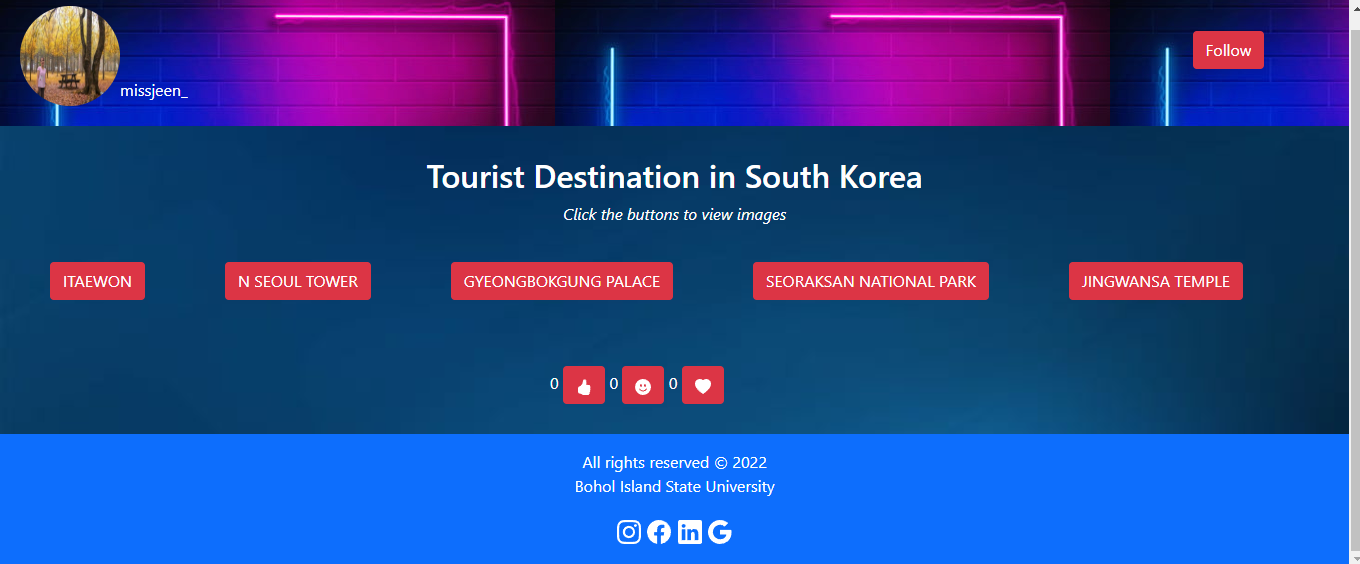 Follow
missjeen_
Tourist Destination in South Korea
Click the buttons to view images
ITAEWON N SEOUL TOWER GYEONGBOKGUNG PALACE SEORAKSAN NATIONAL PARK JINGWANSA TEMPLE
0 0 0
All rights reserved © 2022
Bohol Island State University